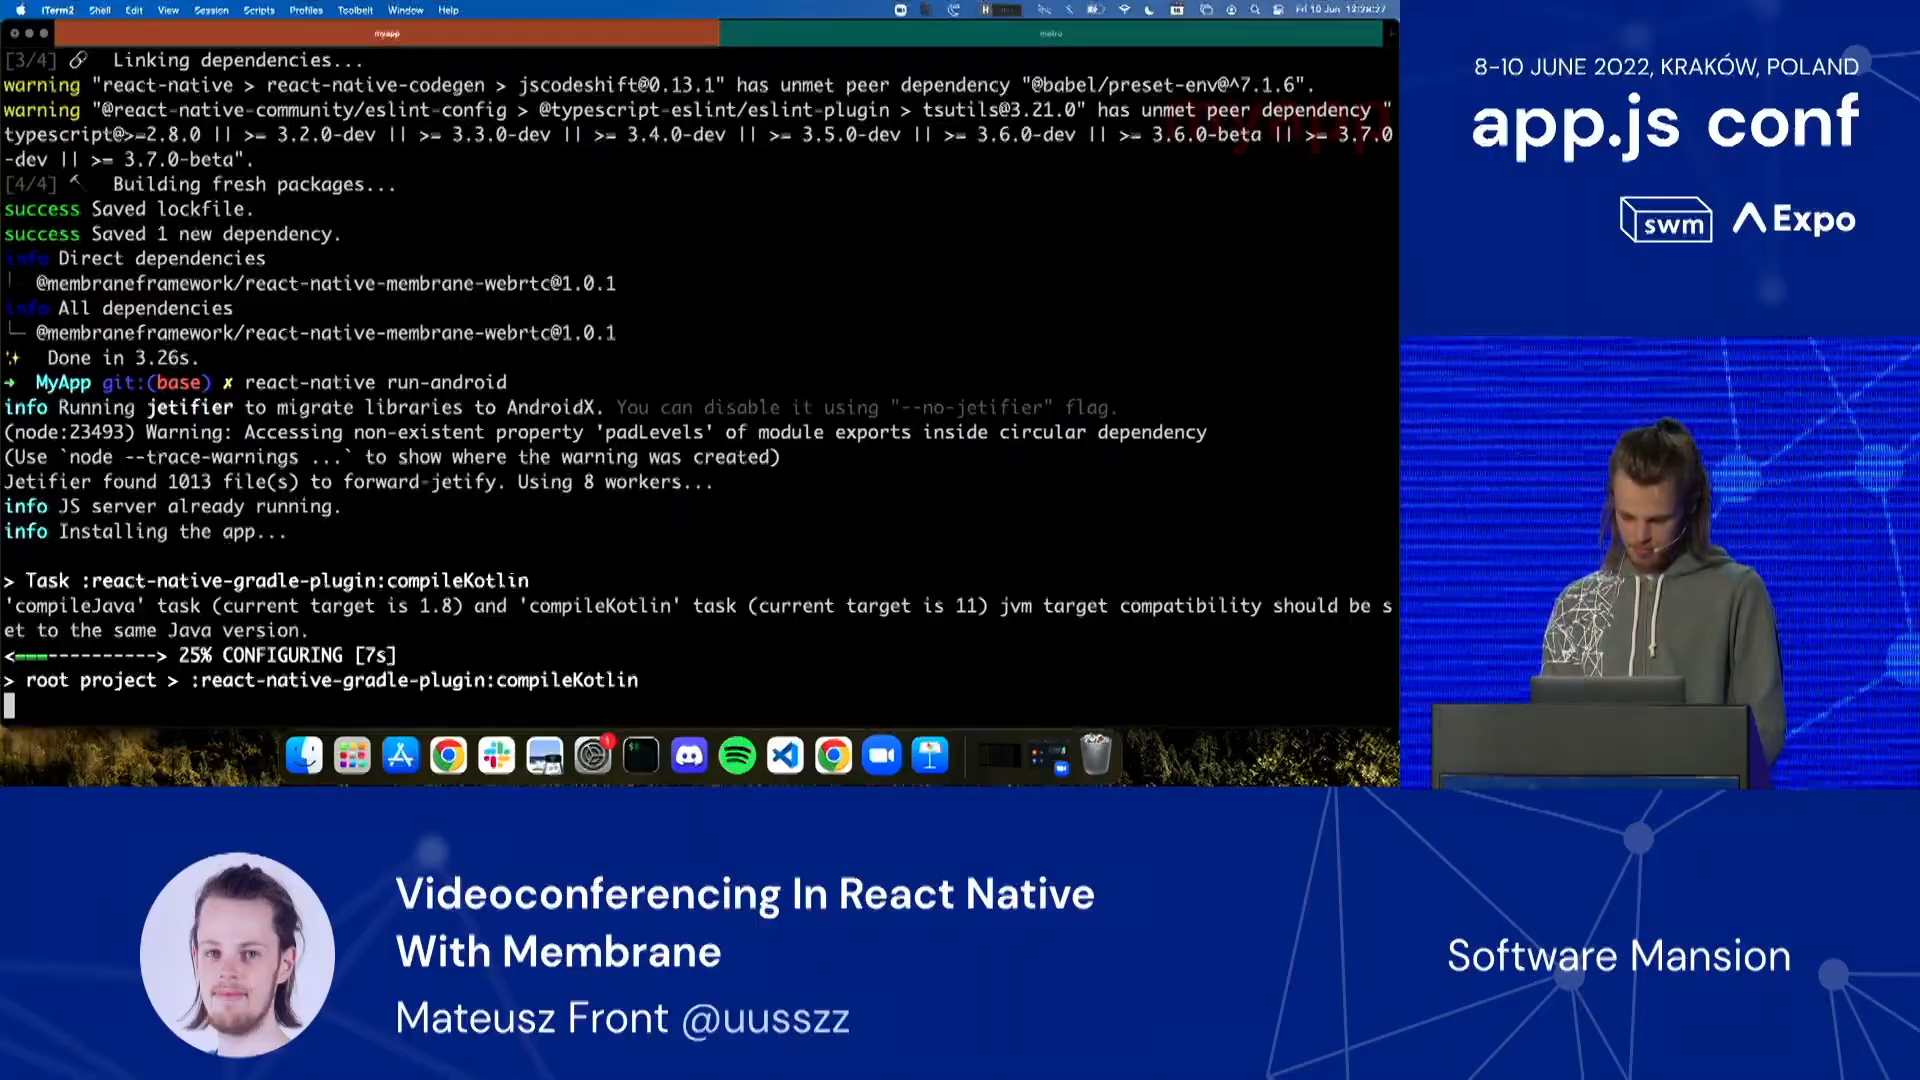 iTerm2 Shell Edit View Session Scripts Profiles Toolbelt Window Help
myapp
metro
[3/4] 🔗 Linking dependencies...
warning "react-native > react-native-codegen > jscodeshift@0.13.1" has unmet peer dependency "@babel/preset-env@^7.1.6".
warning "@react-native-community/eslint-config > @typescript-eslint/eslint-plugin > tsutils@3.21.0" has unmet peer dependency "
typescript@>=2.8.0 || >= 3.2.0-dev || >= 3.3.0-dev || >= 3.4.0-dev || >= 3.5.0-dev || >= 3.6.0-dev || >= 3.6.0-beta || >= 3.7.0
-dev || >= 3.7.0-beta".
[4/4] 🔨 Building fresh packages...
success Saved lockfile.
success Saved 1 new dependency.
info Direct dependencies
└─ @membraneframework/react-native-membrane-webrtc@1.0.1
info All dependencies
└─ @membraneframework/react-native-membrane-webrtc@1.0.1
✨ Done in 3.26s.
➜ MyApp git:(base) ✗ react-native run-android
info Running jetifier to migrate libraries to AndroidX. You can disable it using "--no-jetifier" flag.
(node:23493) Warning: Accessing non-existent property 'padLevels' of module exports inside circular dependency
(Use `node --trace-warnings ...` to show where the warning was created)
Jetifier found 1013 file(s) to forward-jetify. Using 8 workers...
info JS server already running.
info Installing the app...
> Task :react-native-gradle-plugin:compileKotlin
'compileJava' task (current target is 1.8) and 'compileKotlin' task (current target is 11) jvm target compatibility should be s
et to the same Java version.
<===----------> 25% CONFIGURING [7s]
> root project > :react-native-gradle-plugin:compileKotlin
8-10 JUNE 2022, KRAKÓW, POLAND
app.js conf
swm Expo
Videoconferencing In React Native
With Membrane
Mateusz Front @uusszz
Software Mansion